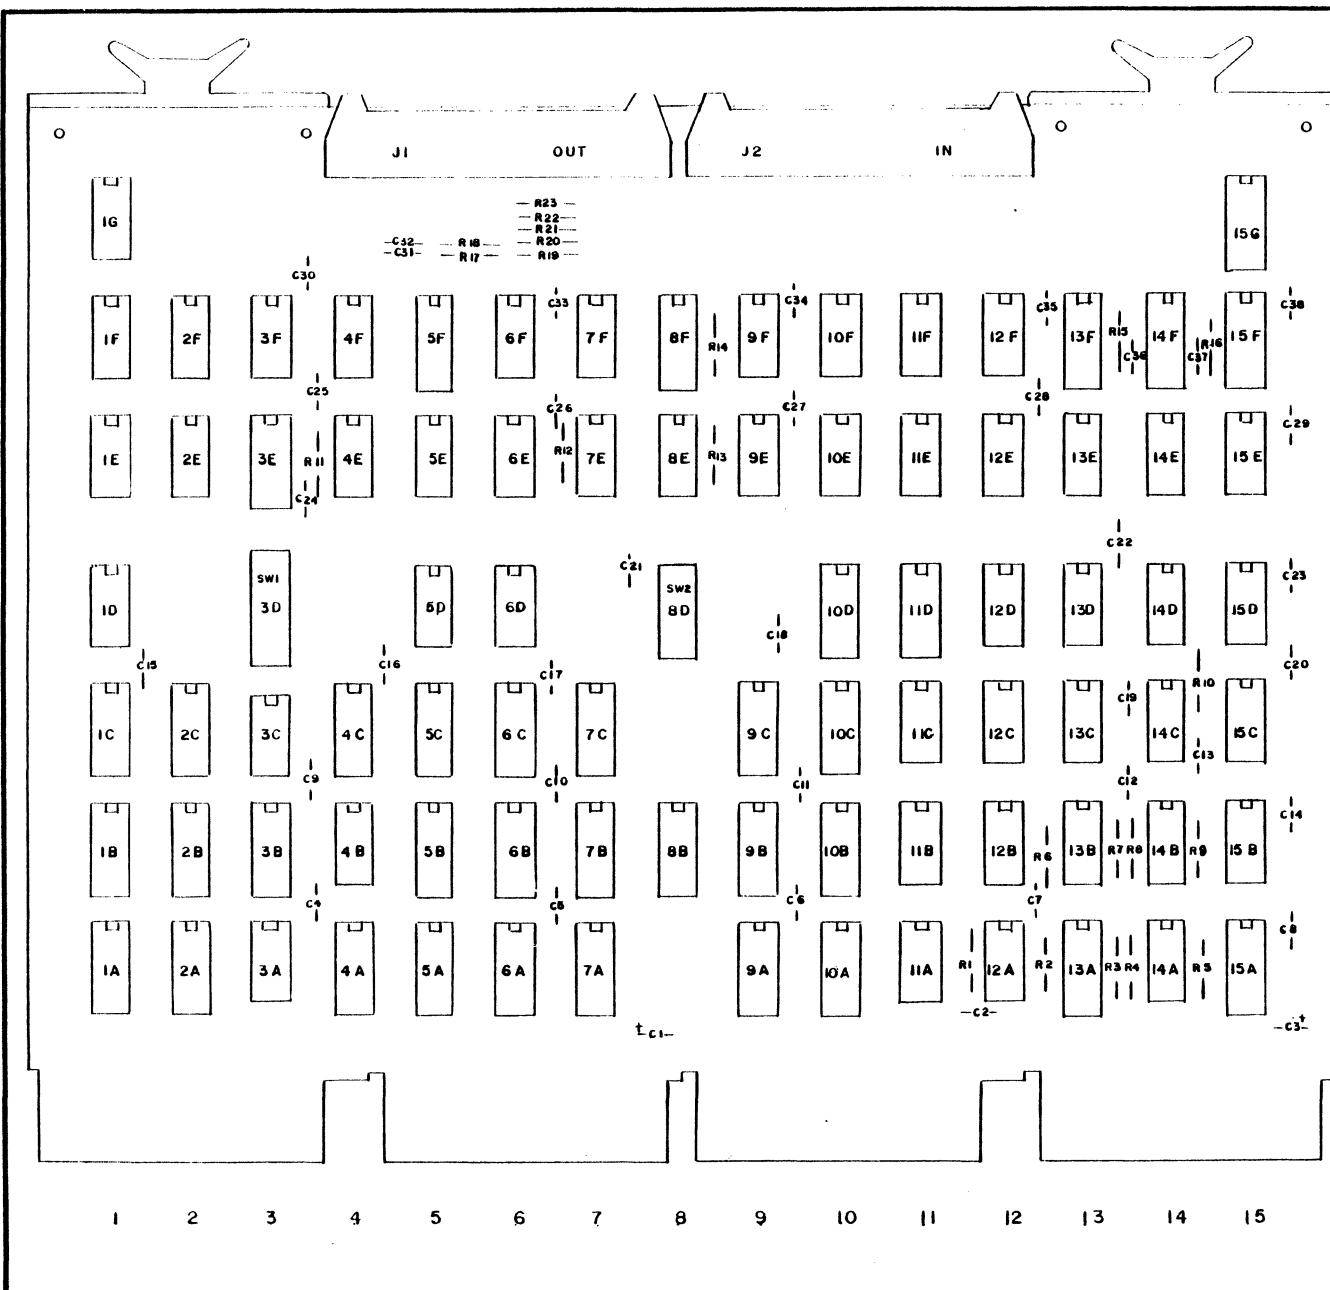 J1 OUT J2 IN
R23
1G R22 15G
R21
C32 R18 R20
C31 R17 R19
C30 C33 C34 C35 C38
1F 2F 3F 4F 5F 6F 7F 8F R14 9F 10F 11F 12F 13F R15 C36 14F C37 R16 15F
C25 C26 C27 C28 C29
1E 2E 3E R11 4E 5E 6E R12 7E 8E R13 9E 10E 11E 12E 13E 14E 15E
C24
C22
SW1 C21 SW2 C23
1D 3D 5D 6D 8D 10D 11D 12D 13D 14D 15D
C18
C15 C16 C17 C20
C19 R10
1C 2C 3C 4C 5C 6C 7C 9C 10C 11C 12C 13C 14C 15C
C13
C9 C10 C11 C12
C14
1B 2B 3B 4B 5B 6B 7B 8B 9B 10B 11B 12B R6 13B R7 R8 14B R9 15B
C4 C5 C6 C7
C8
1A 2A 3A 4A 5A 6A 7A 9A 10A 11A R1 12A R2 13A R3 R4 14A R5 15A
C2
+ C1 C3 +
1 2 3 4 5 6 7 8 9 10 11 12 13 14 15